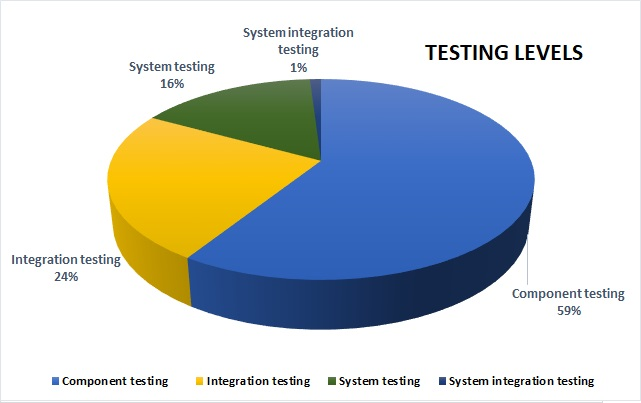 System integration
testing
1%
TESTING LEVELS
System testing
16%
Integration testing
24%
Component testing
59%
Component testing
Integration testing
System testing
System integration testing